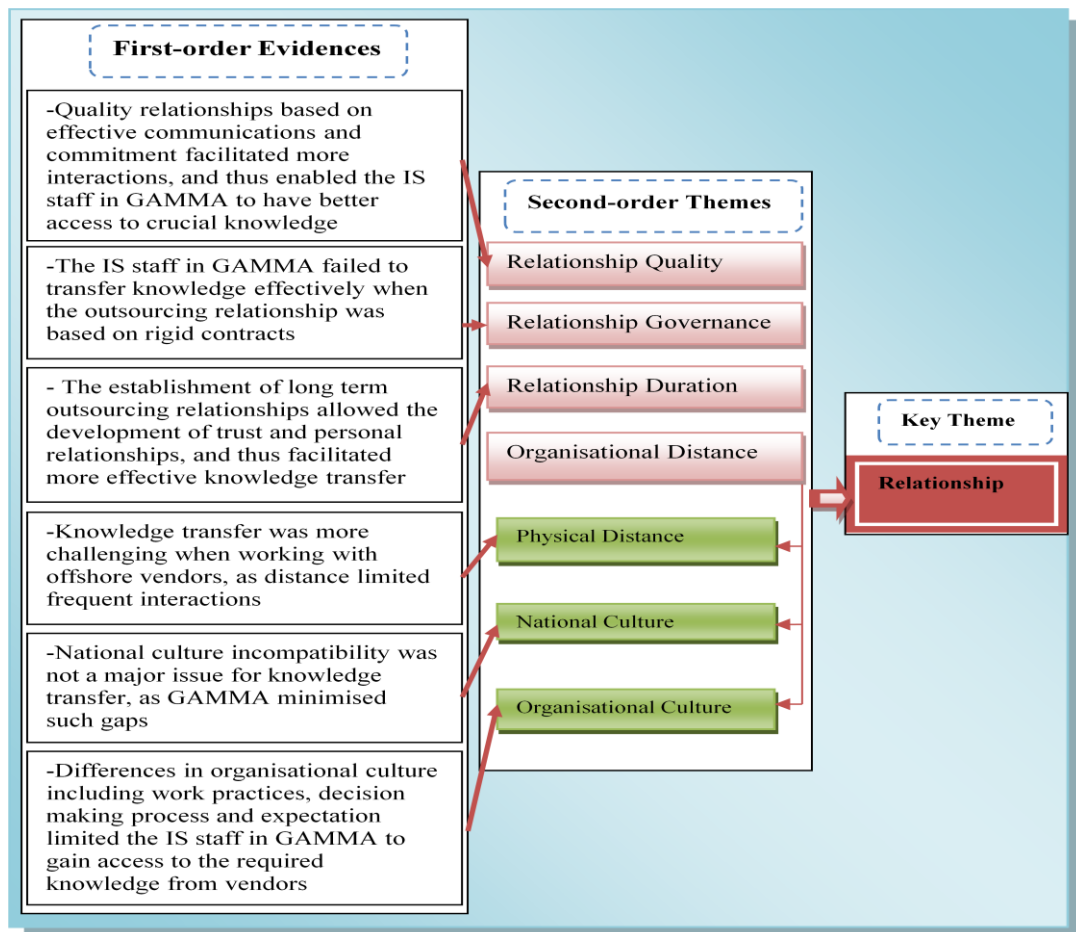 First-order Evidences
-Quality relationships based on
effective communications and
commitment facilitated more
interactions, and thus enabled the IS
staff in GAMMA to have better
access to crucial knowledge
-The IS staff in GAMMA failed to
transfer knowledge effectively when
the outsourcing relationship was
based on rigid contracts
- The establishment of long term
outsourcing relationships allowed the
development of trust and personal
relationships, and thus facilitated
more effective knowledge transfer
-Knowledge transfer was more
challenging when working with
offshore vendors, as distance limited
frequent interactions
-National culture incompatibility was
not a major issue for knowledge
transfer, as GAMMA minimised
such gaps
-Differences in organisational culture
including work practices, decision
making process and expectation
limited the IS staff in GAMMA to
gain access to the required
knowledge from vendors
Second-order Themes
Relationship Quality
Relationship Governance
Relationship Duration
Organisational Distance
Physical Distance
National Culture
Organisational Culture
Key Theme
Relationship